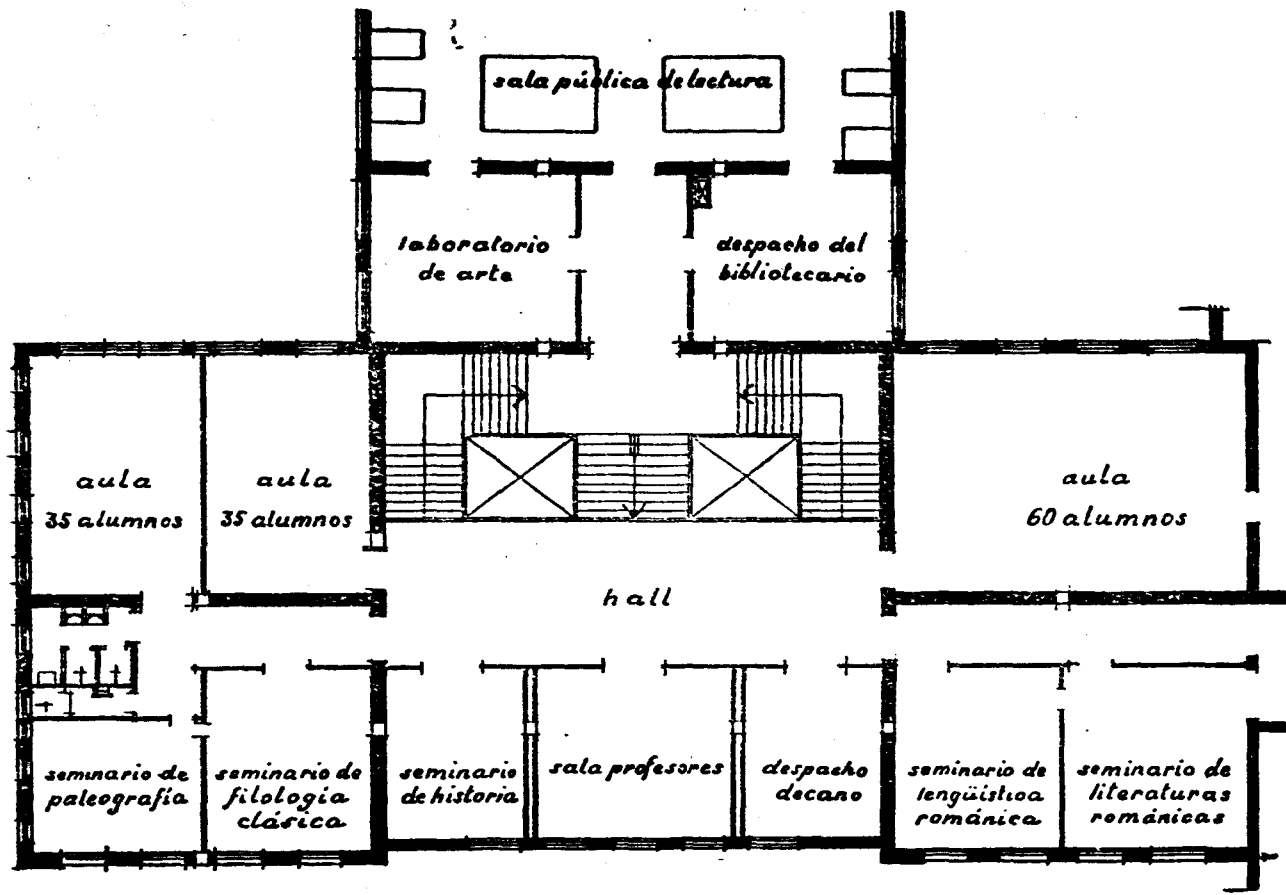 sala pública de lectura
laboratorio
de arte
despacho del
bibliotecario
aula
35 alumnos
aula
35 alumnos
aula
60 alumnos
hall
seminario de
paleografía
seminario de
filología
clásica
seminario
de historia
sala profesores
despacho
decano
seminario de
lengüistica
románica
seminario de
literaturas
románicas